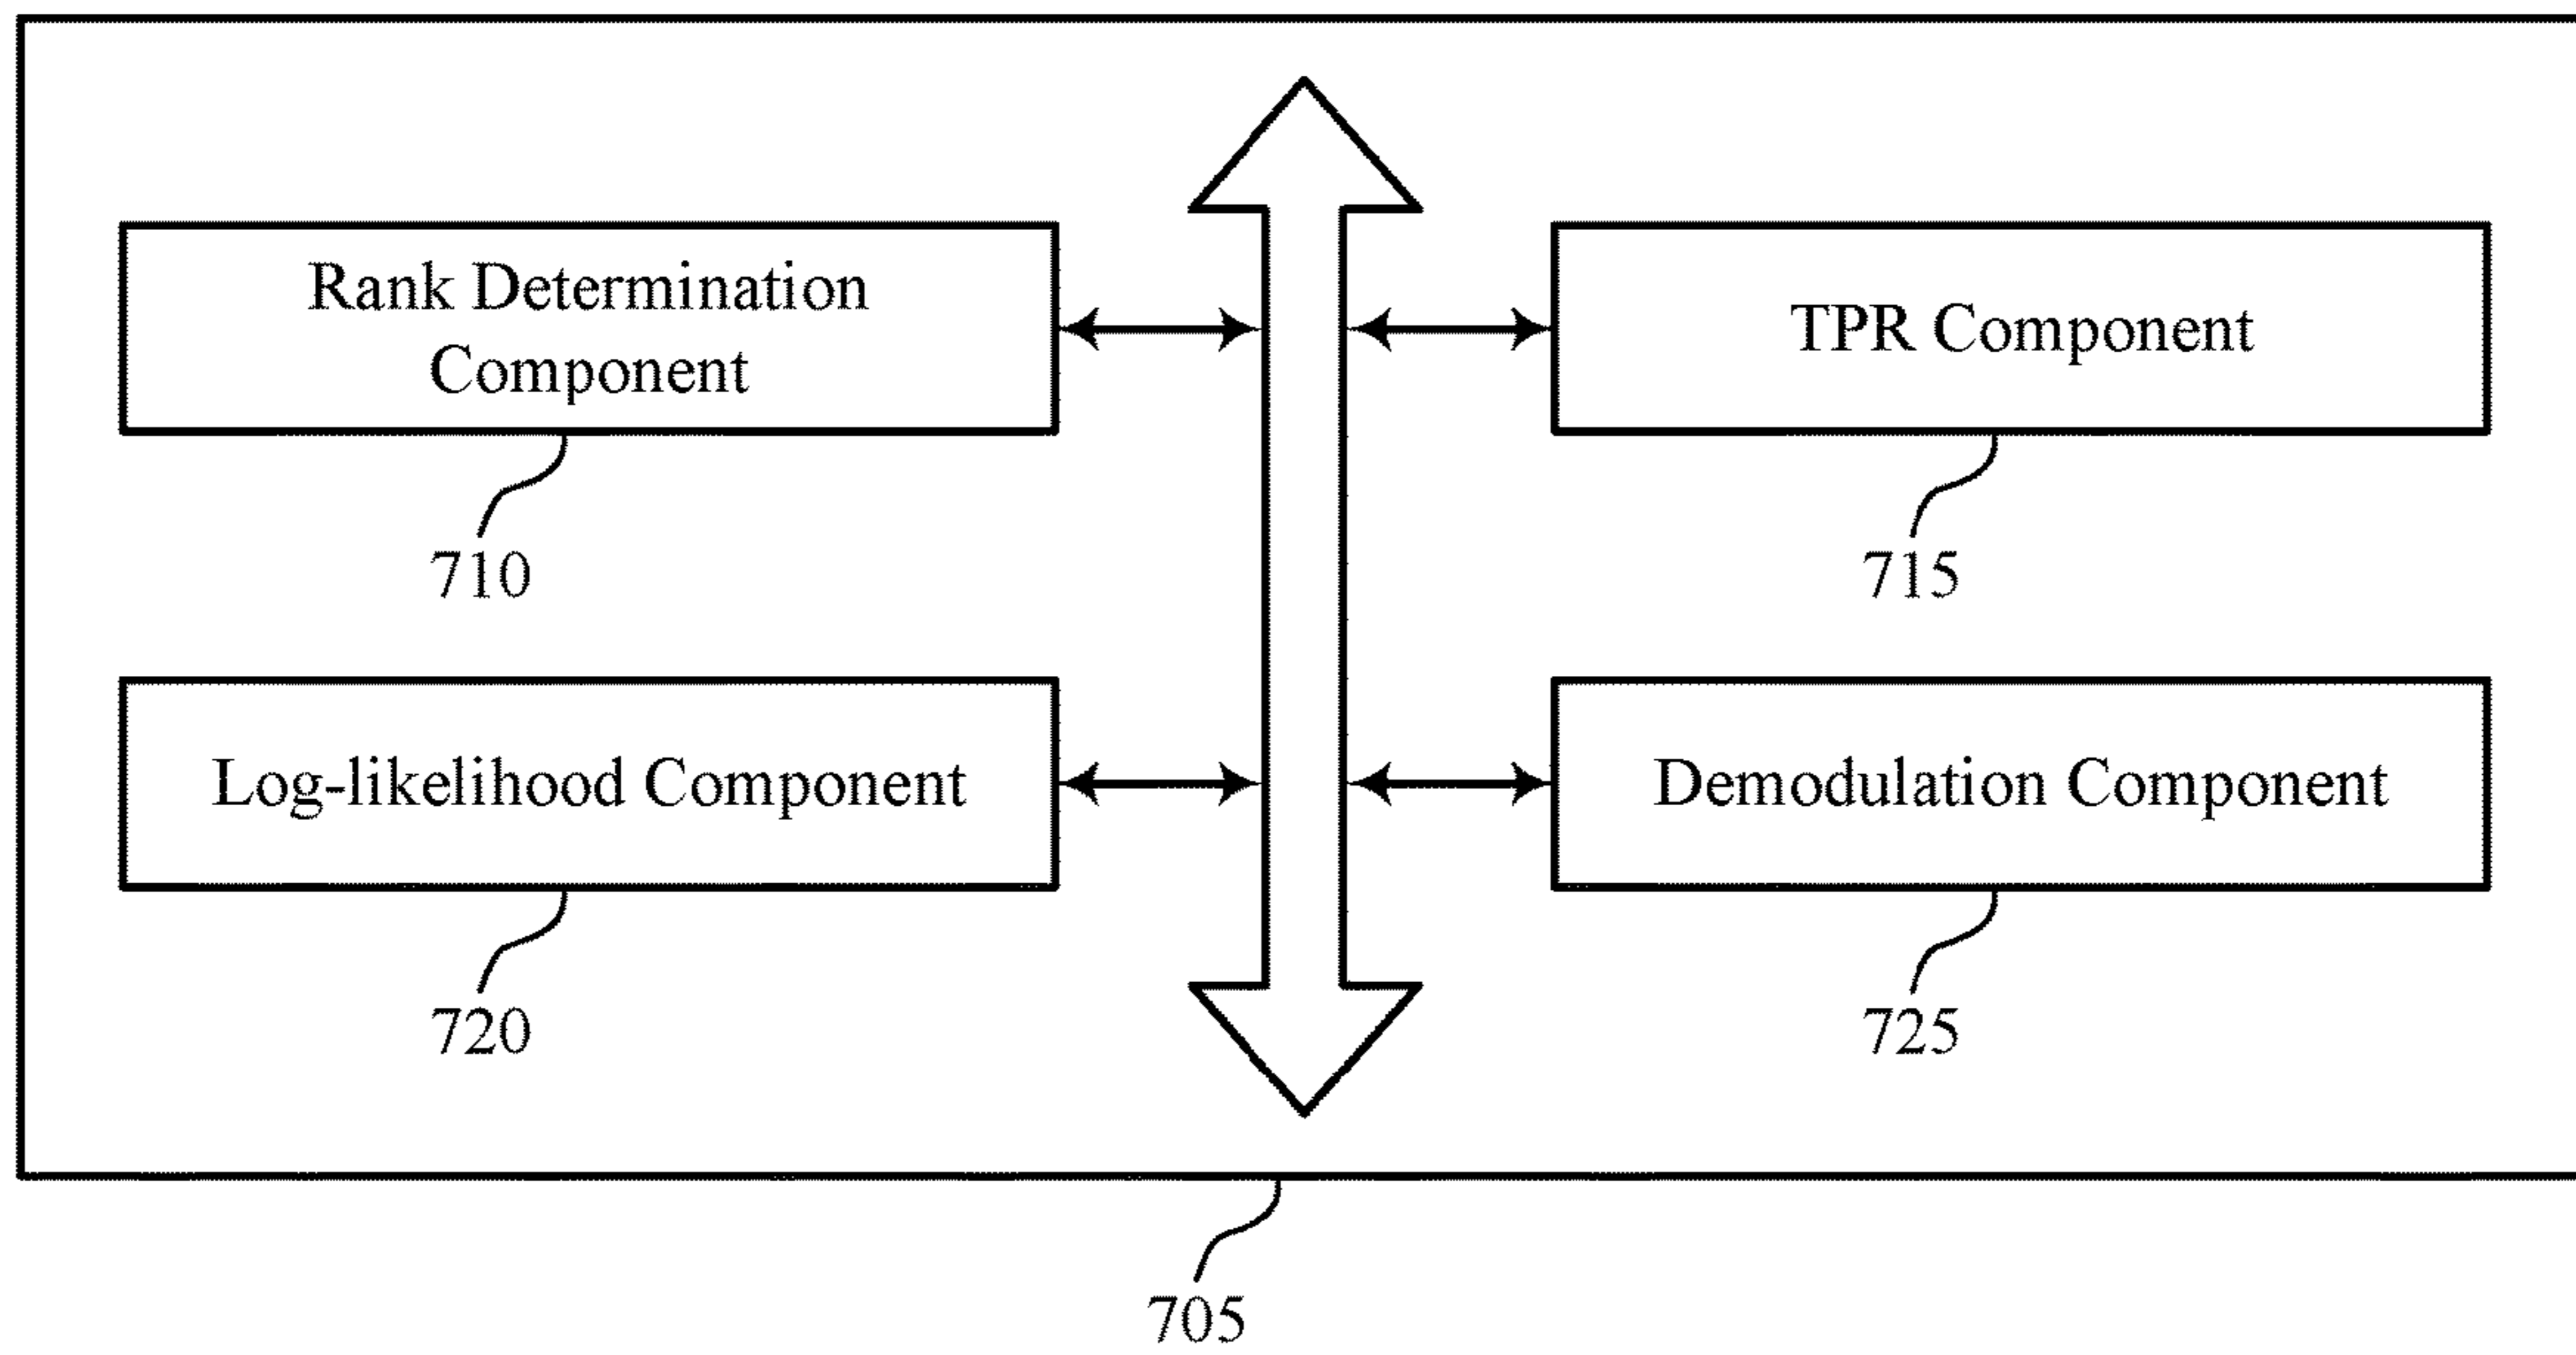 Rank Determination
Component
TPR Component
710
715
Log-likelihood Component
Demodulation Component
720
725
705